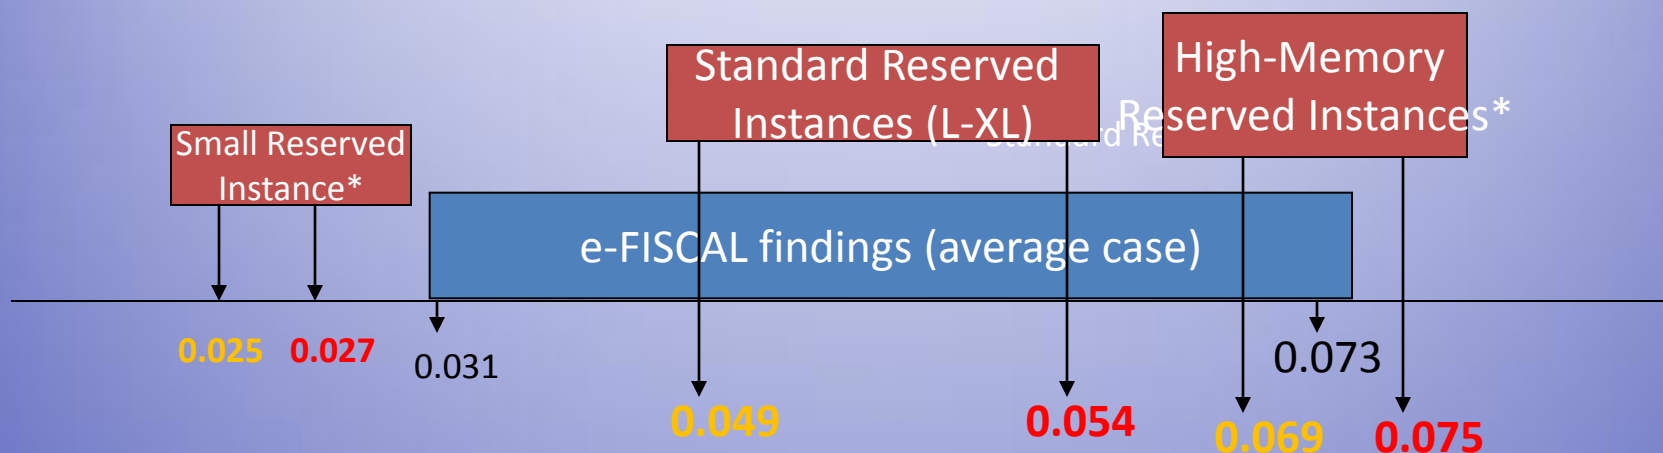 High-Memory
Reserved Instances*
Standard Reserved
Instances (L-XL)
Small Reserved
Instance*
e-FISCAL findings (average case)
0.025
0.027
0.031
0.073
0.049
0.054
0.069
0.075